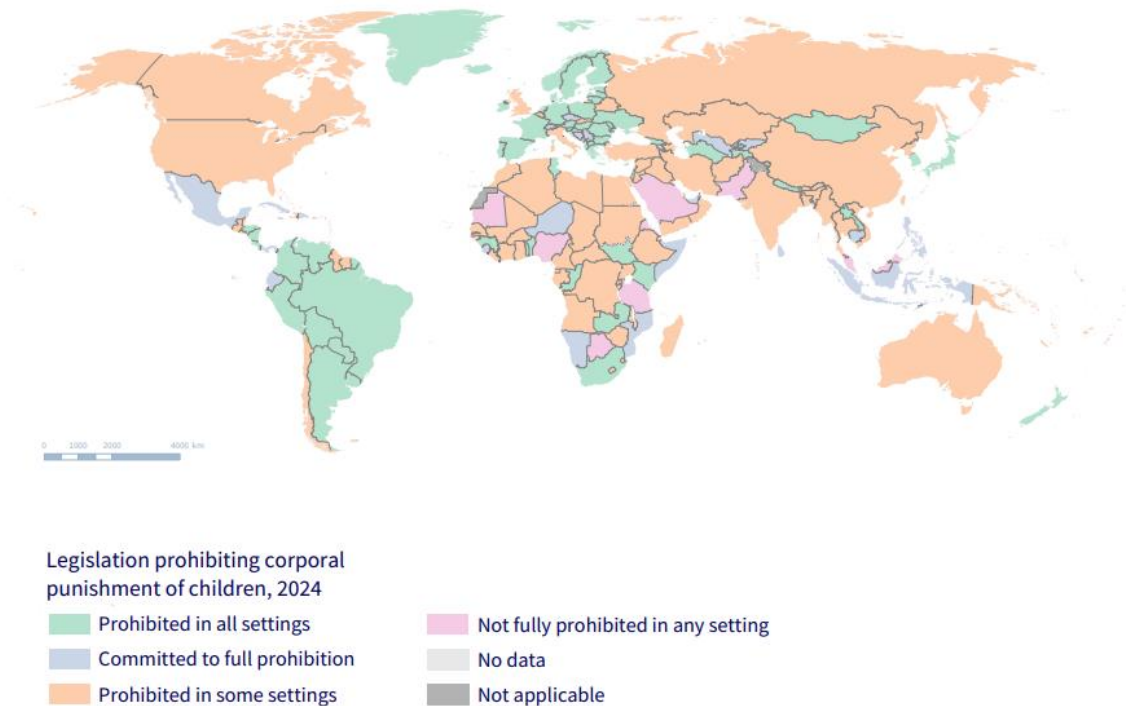 0 1000 2000 4000 km
Legislation prohibiting corporal
punishment of children, 2024
Prohibited in all settings
Committed to full prohibition
Prohibited in some settings
Not fully prohibited in any setting
No data
Not applicable